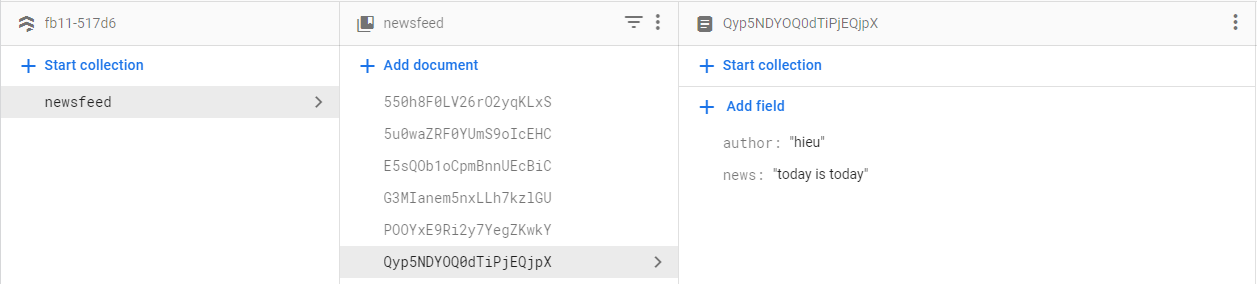 fb11-517d6
newsfeed
Qyp5NDYOQ0dTiPjEQjpX
Start collection
Add document
Start collection
newsfeed
550h8F0LV26rO2yqKLxS
Add field
5u0waZRF0YUmS9oIcEHC
author: "hieu"
E5sQOb1oCpmBnnUEcBiC
news: "today is today"
G3MIanem5nxLLh7kzlGU
POOYxE9Ri2y7YegZKwkY
Qyp5NDYOQ0dTiPjEQjpX